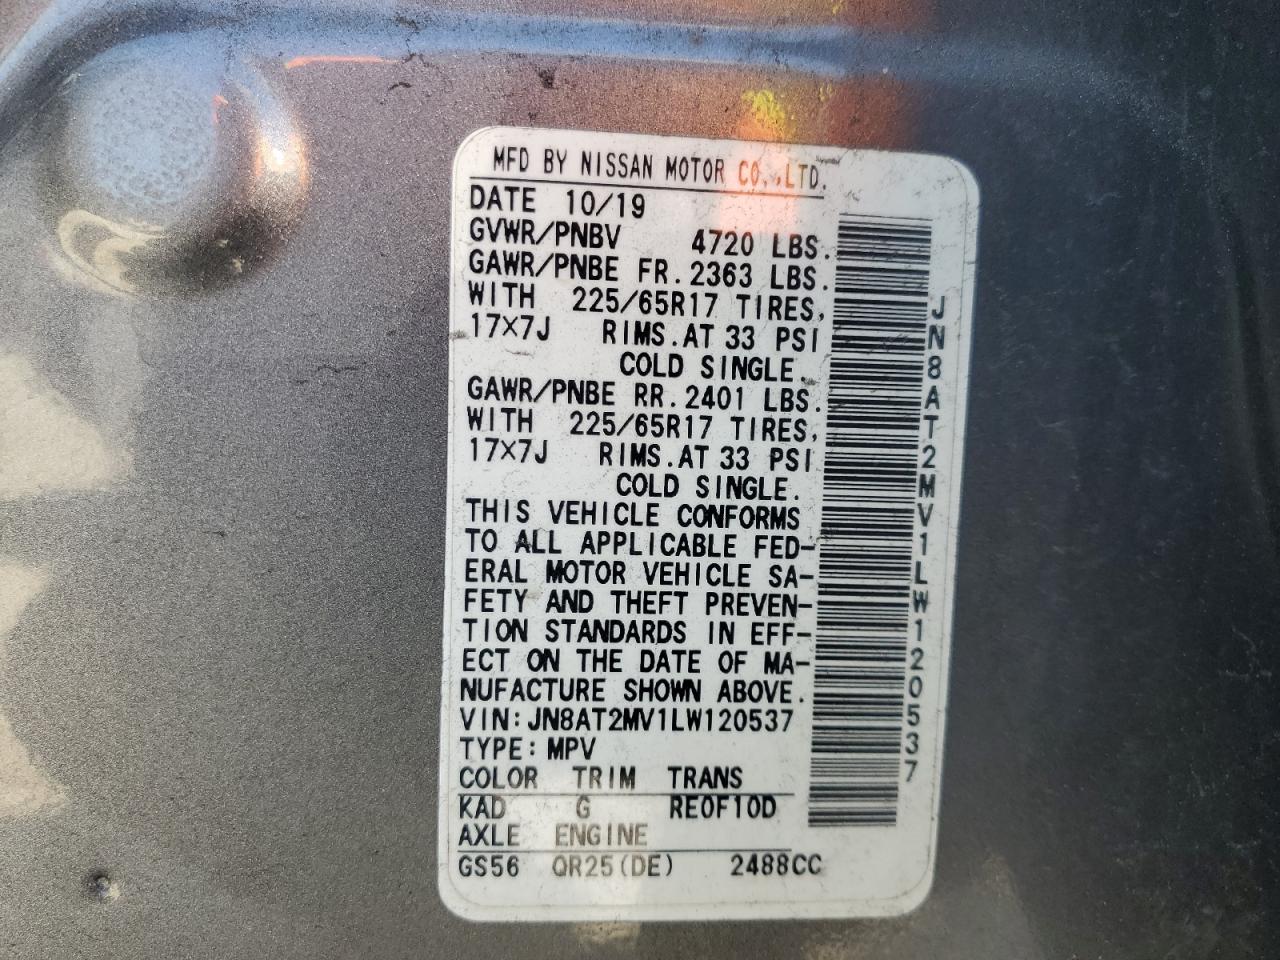 MFD BY NISSAN MOTOR CO.,LTD.
DATE 10/19
GVWR/PNBV 4720 LBS.
GAWR/PNBE FR.2363 LBS.
WITH 225/65R17 TIRES,
17X7J RIMS.AT 33 PSI
COLD SINGLE.
GAWR/PNBE RR.2401 LBS.
WITH 225/65R17 TIRES,
17X7J RIMS.AT 33 PSI
COLD SINGLE.
THIS VEHICLE CONFORMS
TO ALL APPLICABLE FED-
ERAL MOTOR VEHICLE SA-
FETY AND THEFT PREVEN-
TION STANDARDS IN EFF-
ECT ON THE DATE OF MA-
NUFACTURE SHOWN ABOVE.
VIN:JN8AT2MV1LW120537
TYPE:MPV
COLOR TRIM TRANS
KAD G RE0F10D
AXLE ENGINE
GS56 QR25(DE) 2488CC
JN8AT2MV1LW120537